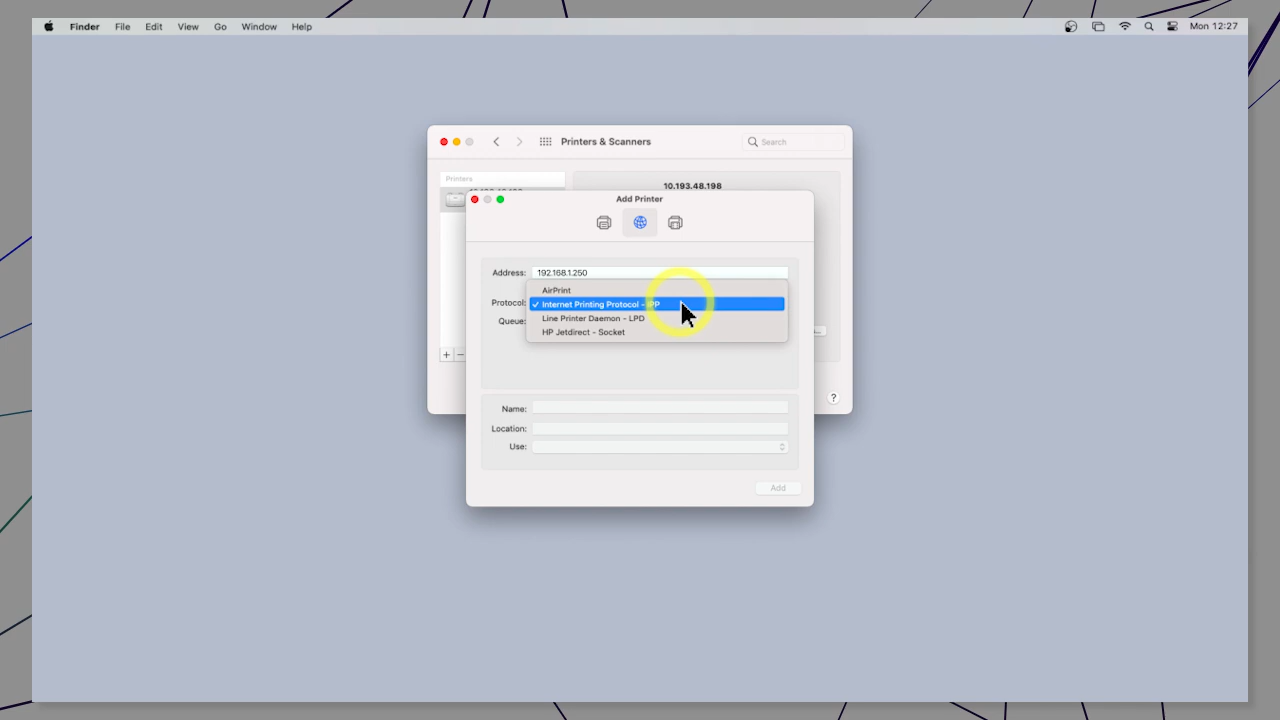 Finder File Edit View Go Window Help Mon 12:27
Printers & Scanners
Search
Printers
10.193.48.198
Add Printer
Address: 192.168.1.250
AirPrint
Protocol: ✓ Internet Printing Protocol - IPP
Queue: Line Printer Daemon - LPD
HP Jetdirect - Socket
+ −
?
Name:
Location:
Use:
Add